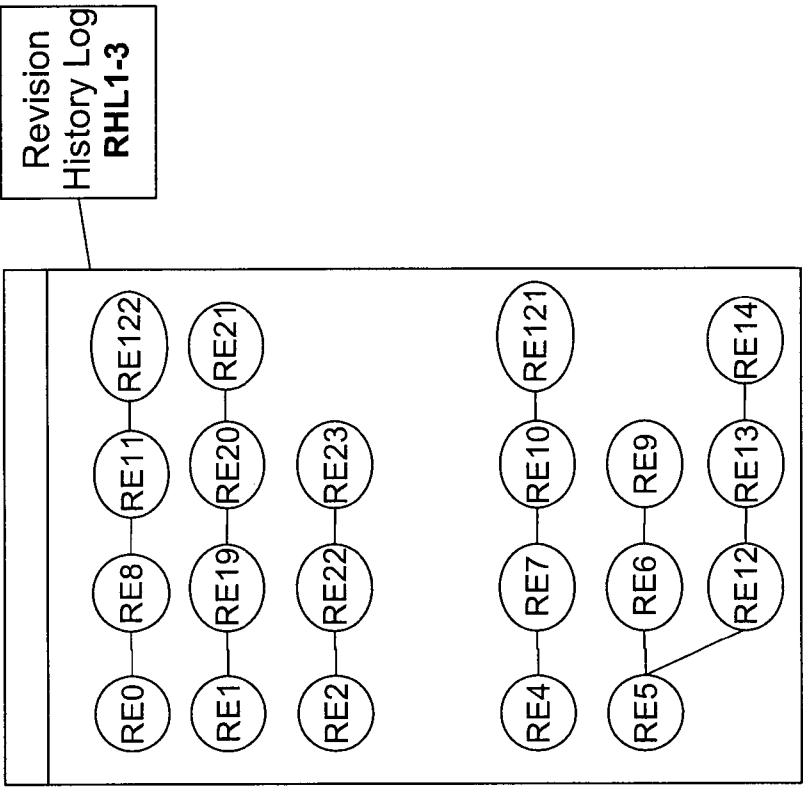 Revision
History Log
RHL1-3
RE0
RE8
RE11
RE122
RE1
RE19
RE20
RE21
RE2
RE22
RE23
RE4
RE7
RE10
RE121
RE5
RE6
RE9
RE12
RE13
RE14